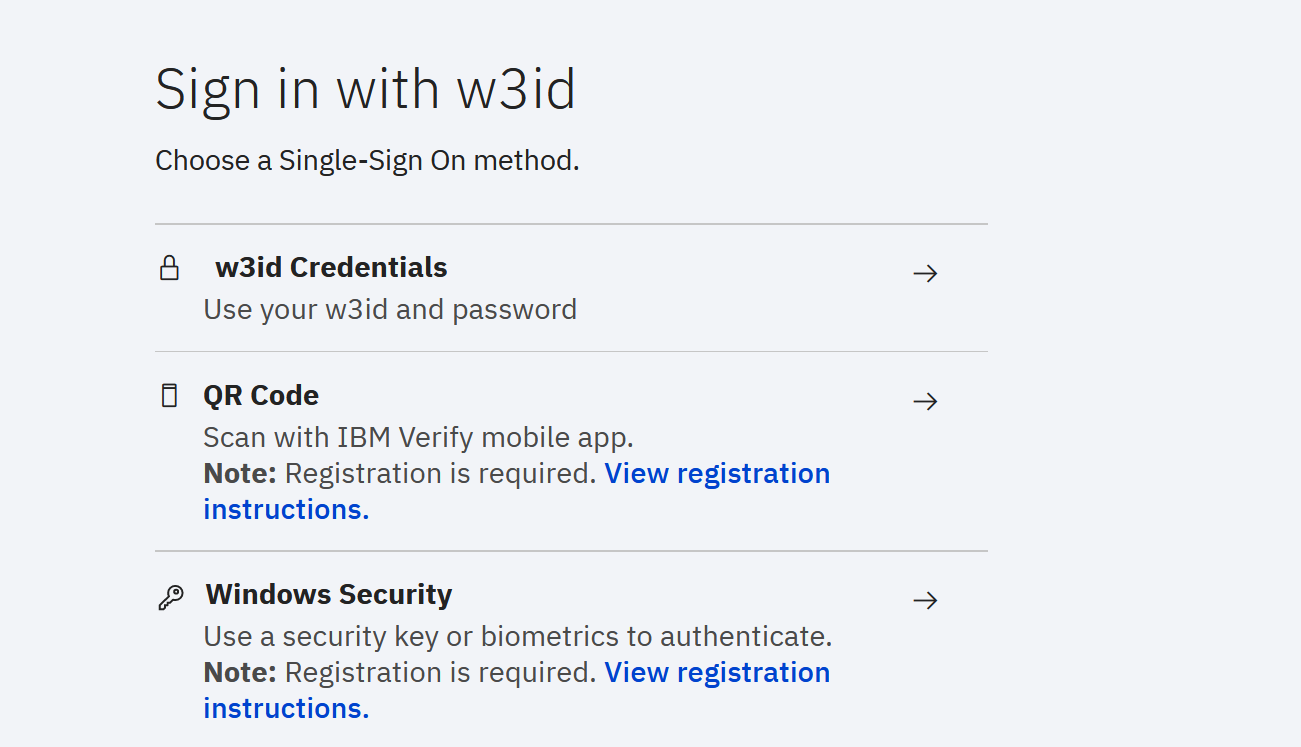 Sign in with w3id
Choose a Single-Sign On method.
w3id Credentials
Use your w3id and password
QR Code
Scan with IBM Verify mobile app.
Note: Registration is required. View registration
instructions.
Windows Security
Use a security key or biometrics to authenticate.
Note: Registration is required. View registration
instructions.